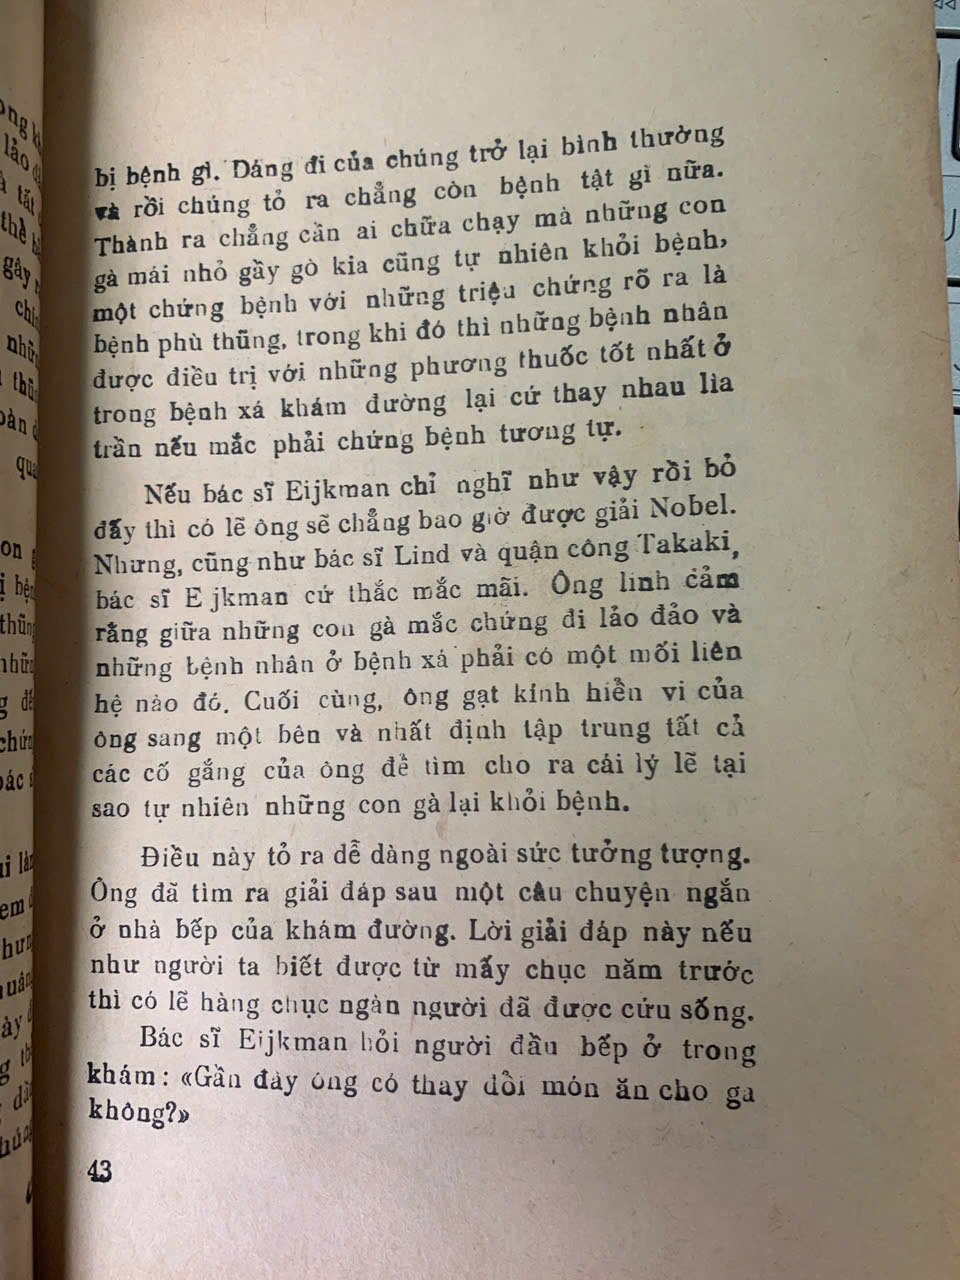 bị bệnh gì. Dáng đi của chúng trở lại bình thường
và rồi chúng tỏ ra chẳng còn bệnh tật gì nữa.
Thành ra chẳng cần ai chữa chạy mà những con
gà mái nhỏ gầy gò kia cũng tự nhiên khỏi bệnh,
một chứng bệnh với những triệu chứng rõ ra là
bệnh phù thũng, trong khi đó thì những bệnh nhân
được điều trị với những phương thuốc tốt nhất ở
trong bệnh xá khám đường lại cứ thay nhau lìa
trần nếu mắc phải chứng bệnh tương tự.
Nếu bác sĩ Eijkman chỉ nghĩ như vậy rồi bỏ
đấy thì có lẽ ông sẽ chẳng bao giờ được giải Nobel.
Nhưng, cũng như bác sĩ Lind và quận công Takaki,
bác sĩ E jkman cứ thắc mắc mãi. Ông linh cảm
rằng giữa những con gà mắc chứng đi lảo đảo và
những bệnh nhân ở bệnh xá phải có một mối liên
hệ nào đó. Cuối cùng, ông gạt kính hiển vi của
ông sang một bên và nhất định tập trung tất cả
các cố gắng của ông để tìm cho ra cái lý lẽ tại
sao tự nhiên những con gà lại khỏi bệnh.
Điều này tỏ ra dễ dàng ngoài sức tưởng tượng.
Ông đã tìm ra giải đáp sau một câu chuyện ngắn
ở nhà bếp của khám đường. Lời giải đáp này nếu
như người ta biết được từ mấy chục năm trước
thì có lẽ hàng chục ngàn người đã được cứu sống.
Bác sĩ Eijkman hỏi người đầu bếp ở trong
khám: «Gần đây ông có thay đồi món ăn cho gà
không?»
43